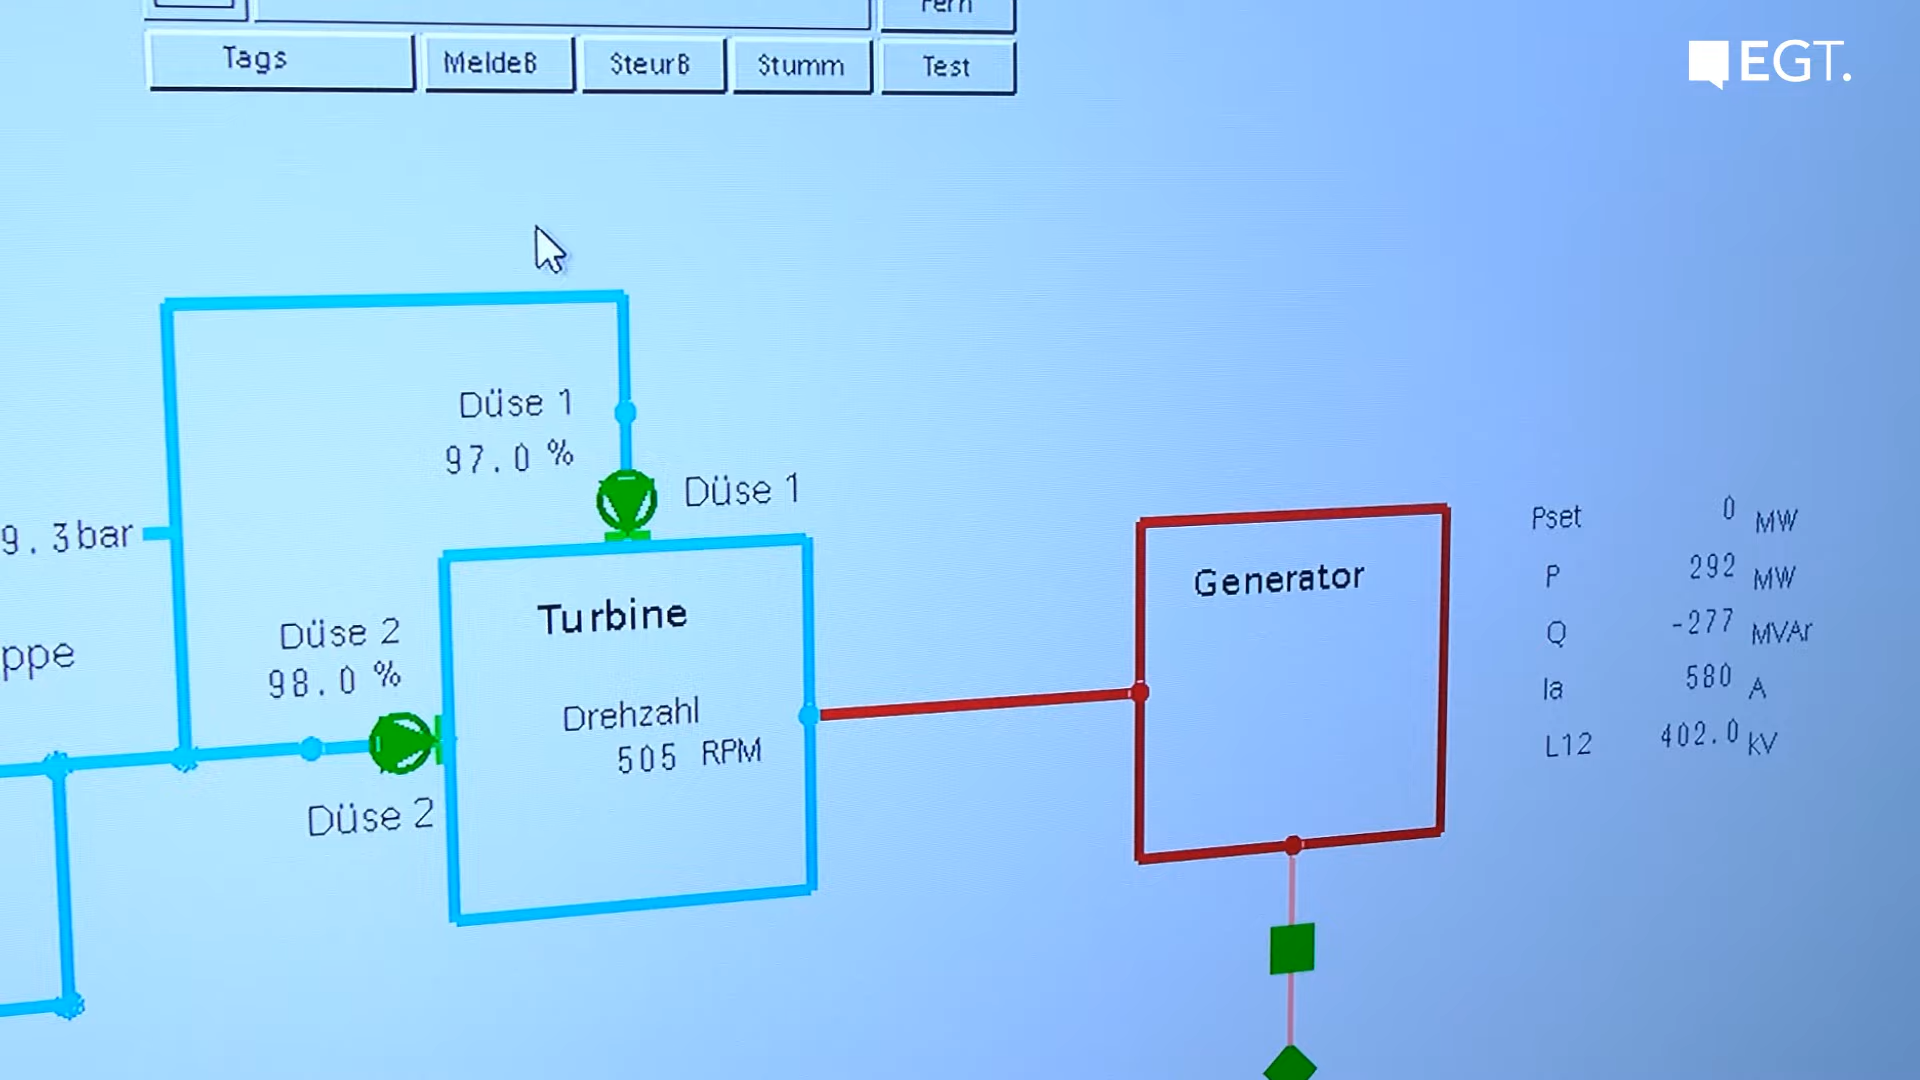 Fern
EGT.
Tags
MeldeB
SteurB
Stumm
Test
Düse 1
97.0 %
Düse 1
9.3 bar
Düse 2
98.0 %
Düse 2
Turbine
Drehzahl
505 RPM
Generator
Pset 0 MW
P 292 MW
Q -277 MVAr
Ia 580 A
L12 402.0 kV